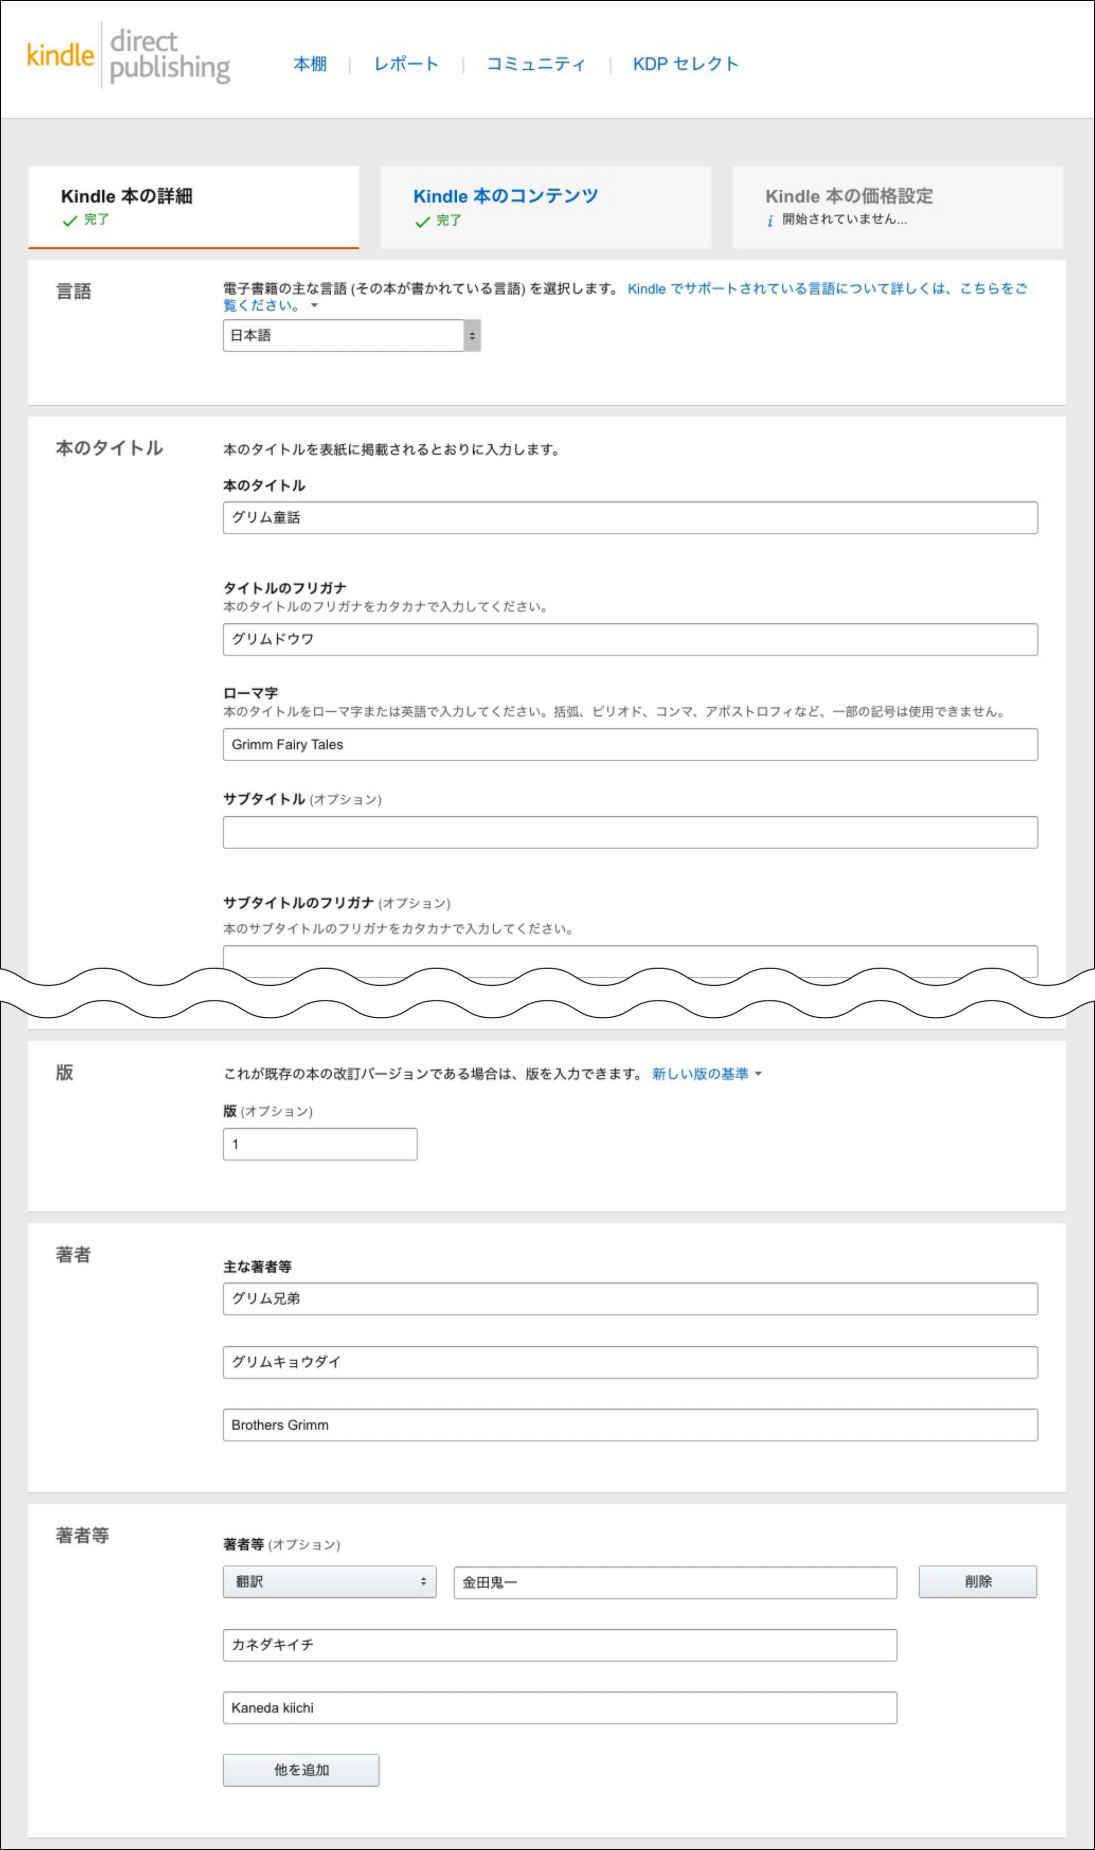 kindle direct publishing
本棚 | レポート | コミュニティ | KDP セレクト
Kindle 本の詳細
完了
Kindle 本のコンテンツ
完了
Kindle 本の価格設定
i 開始されていません...
言語
電子書籍の主な言語 (その本が書かれている言語) を選択します。 Kindle でサポートされている言語について詳しくは、こちらをご
覧ください。
日本語
本のタイトル
本のタイトルを表紙に掲載されるとおりに入力します。
本のタイトル
グリム童話
タイトルのフリガナ
本のタイトルのフリガナをカタカナで入力してください。
グリムドウワ
ローマ字
本のタイトルをローマ字または英語で入力してください。括弧、ピリオド、コンマ、アポストロフィなど、一部の記号は使用できません。
Grimm Fairy Tales
サブタイトル (オプション)
サブタイトルのフリガナ (オプション)
本のサブタイトルのフリガナをカタカナで入力してください。
版
これが既存の本の改訂バージョンである場合は、版を入力できます。 新しい版の基準
版 (オプション)
1
著者
主な著者等
グリム兄弟
グリムキョウダイ
Brothers Grimm
著者等
著者等 (オプション)
翻訳
金田鬼一
削除
カネダキイチ
Kaneda kiichi
他を追加